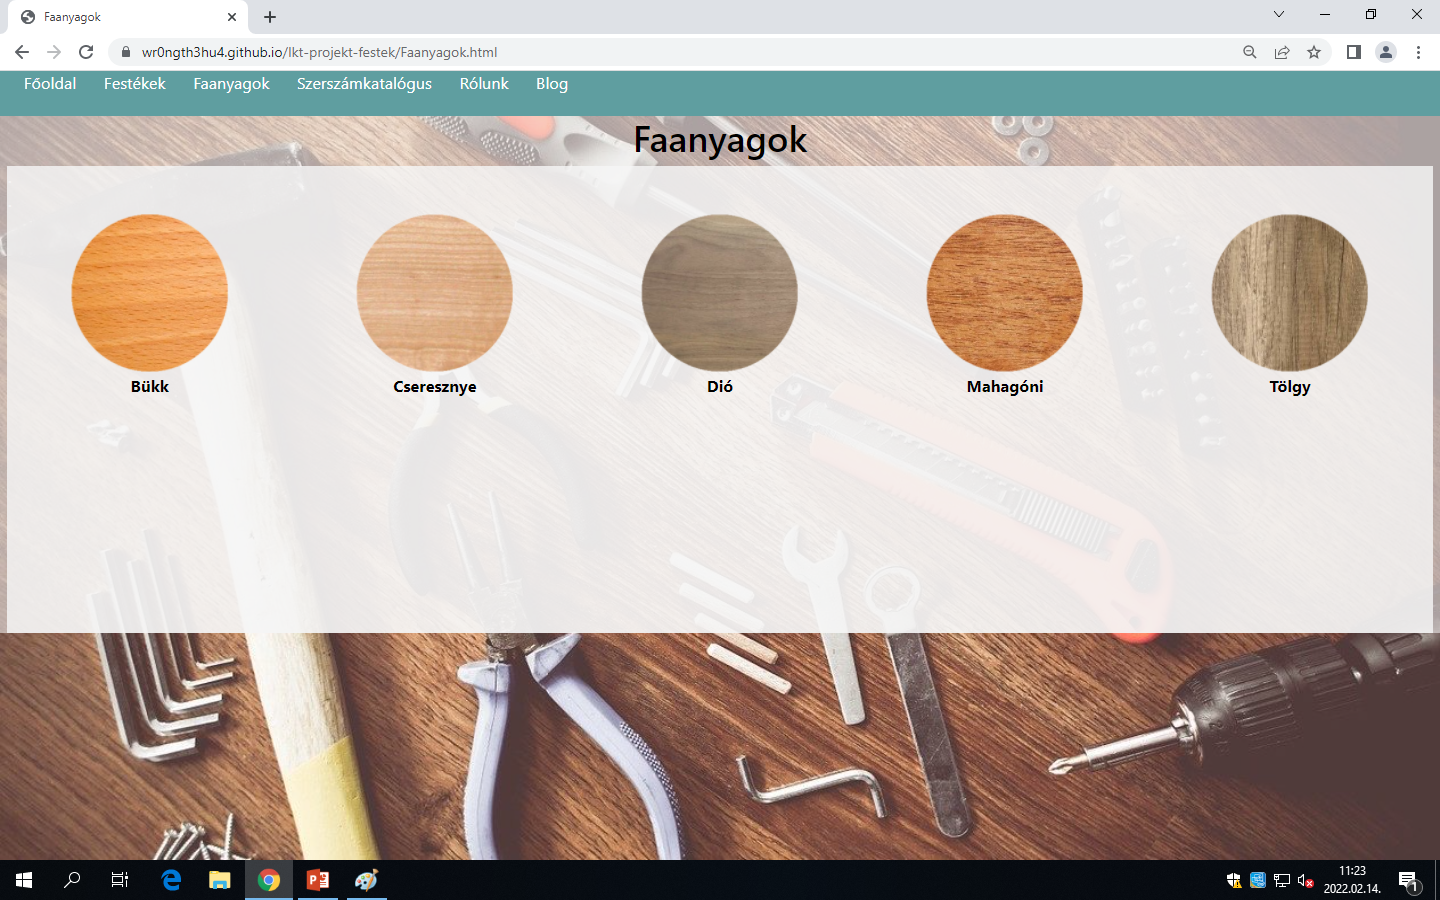 Faanyagok
wr0ngth3hu4.github.io/lkt-projekt-festek/Faanyagok.html
Főoldal Festékek Faanyagok Szerszámkatalógus Rólunk Blog
Faanyagok
Bükk Cseresznye Dió Mahagóni Tölgy
11:23
2022.02.14.
1